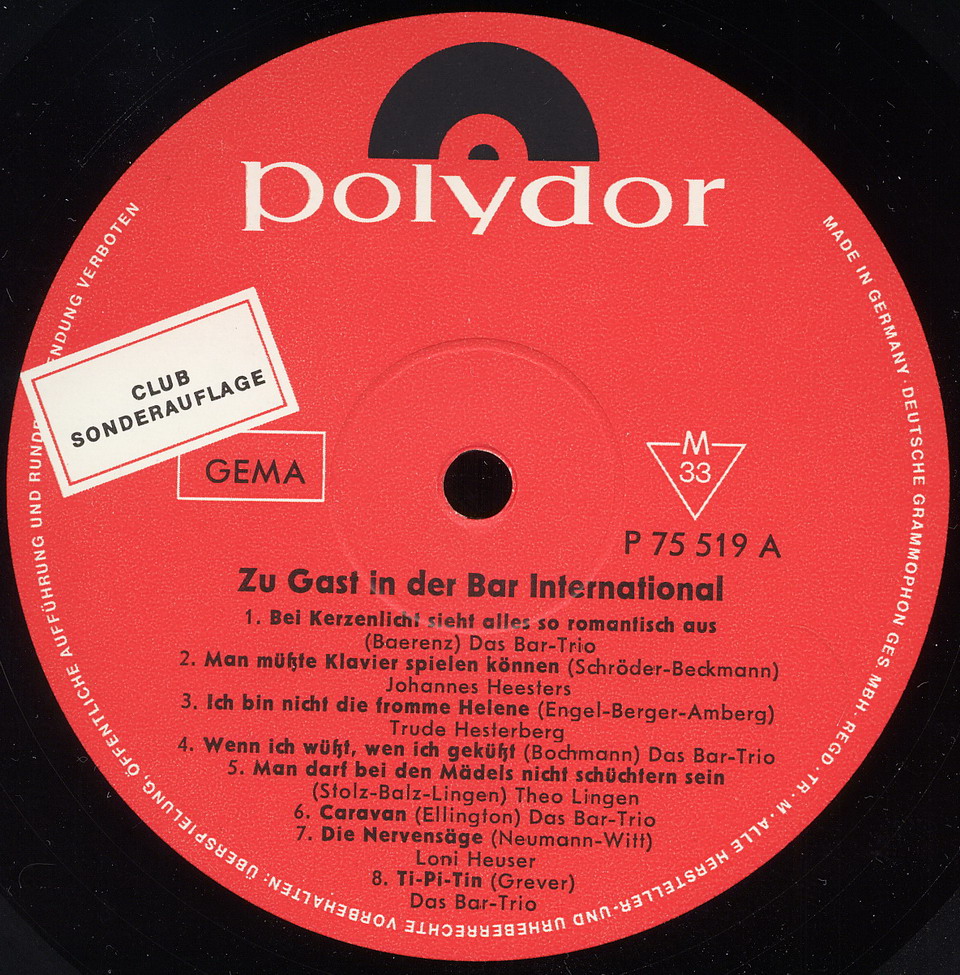 polydor
CLUB
SONDERAUFLAGE
GEMA
M
33
P 75 519 A
Zu Gast in der Bar International
1. Bei Kerzenlicht sieht alles so romantisch aus
(Baerenz) Das Bar-Trio
2. Man müßte Klavier spielen können (Schröder-Beckmann)
Johannes Heesters
3. Ich bin nicht die fromme Helene (Engel-Berger-Amberg)
Trude Hesterberg
4. Wenn ich wüßt, wen ich geküßt (Bochmann) Das Bar-Trio
5. Man darf bei den Mädels nicht schüchtern sein
(Stolz-Balz-Lingen) Theo Lingen
6. Caravan (Ellington) Das Bar-Trio
7. Die Nervensäge (Neumann-Witt)
Loni Heuser
8. Ti-Pi-Tin (Grever)
Das Bar-Trio
MADE IN GERMANY · DEUTSCHE GRAMMOPHON GES. MBH · REGD · TR · M · ALLE HERSTELLER- UND URHEBERRECHTE VORBEHALTEN: ÜBERSPIELUNG, ÖFFENTLICHE AUFFÜHRUNG UND RUNDF ENDUNG VERBOTEN